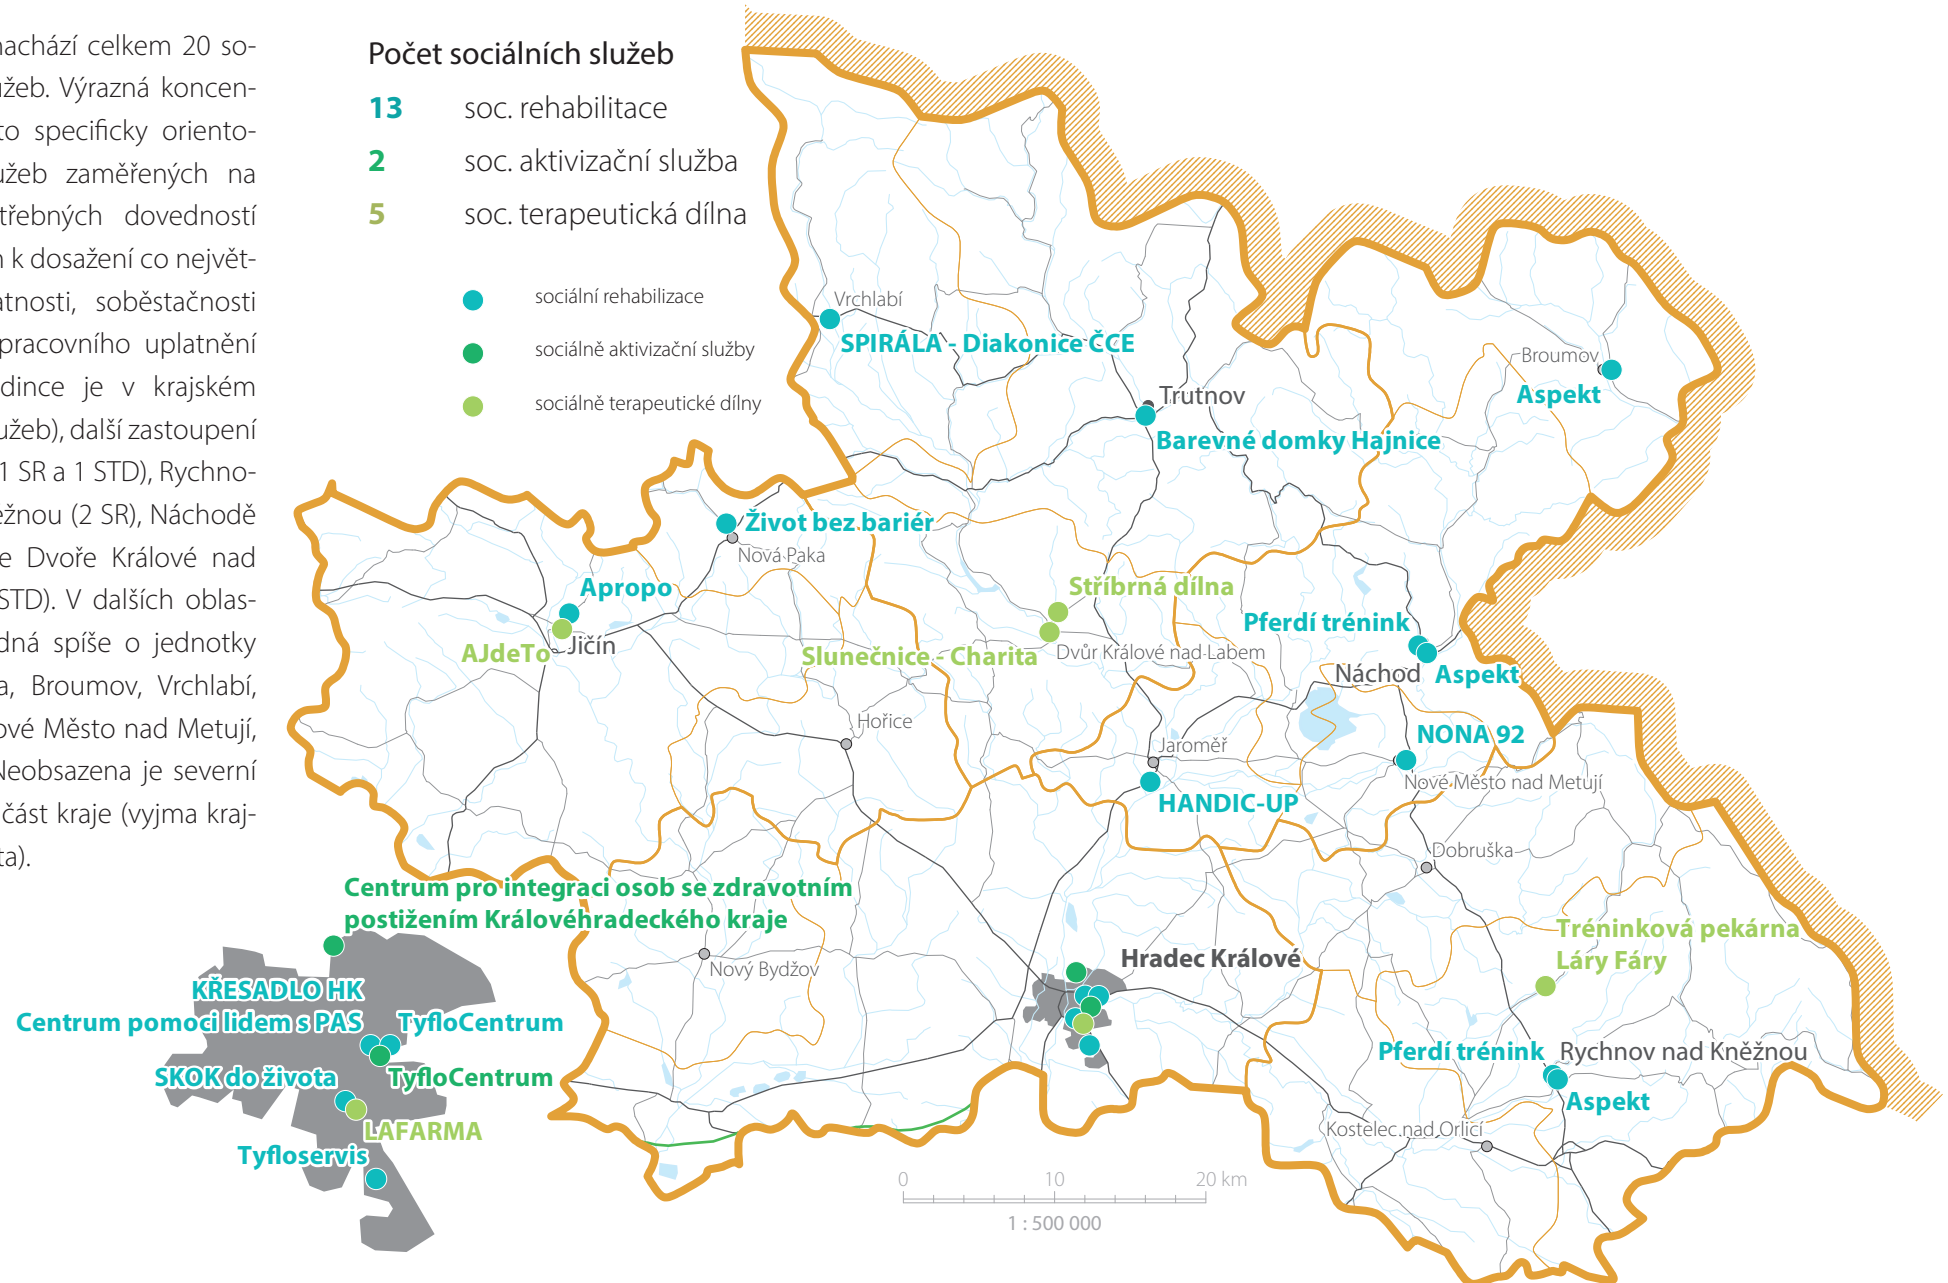 nachází celkem 20 so-
užeb. Výrazná koncen-
to specificky oriento-
užeb zaměřených na
třebných dovedností
k dosažení co největ-
atnosti, soběstačnosti
pracovního uplatnění
dince je v krajském
užeb), další zastoupení
1 SR a 1 STD), Rychno-
ěžnou (2 SR), Náchodě
e Dvoře Králové nad
STD). V dalších oblas-
dná spíše o jednotky
a, Broumov, Vrchlabí,
ové Město nad Metují,
Neobsazena je severní
část kraje (vyjma kraj-
ta).
Počet sociálních služeb
13 soc. rehabilitace
2 soc. aktivizační služba
5 soc. terapeutická dílna
sociální rehabilizace
sociálně aktivizační služby
sociálně terapeutické dílny
Vrchlabí
SPIRÁLA - Diakonice ČCE
Broumov
Aspekt
Trutnov
Barevné domky Hajnice
Život bez bariér
Nová Paka
Apropo
AJdeTo
Jičín
Stříbrná dílna
Slunečnice - Charita
Dvůr Králové nad Labem
Pferdí trénink
Náchod
Aspekt
Hořice
Jaroměř
HANDIC-UP
NONA 92
Nové Město nad Metují
Dobruška
Centrum pro integraci osob se zdravotním
postižením Královéhradeckého kraje
Nový Bydžov
Hradec Králové
Tréninková pekárna
Láry Fáry
KŘESADLO HK
Centrum pomoci lidem s PAS
TyfloCentrum
SKOK do života
TyfloCentrum
LAFARMA
Tyfloservis
Pferdí trénink
Rychnov nad Kněžnou
Aspekt
Kostelec nad Orlicí
0 10 20 km
1 : 500 000